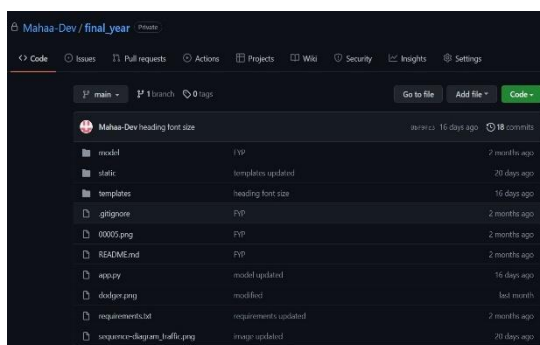 Mahaa-Dev / final_year Private
Code Issues Pull requests Actions Projects Wiki Security Insights Settings
main 1 branch 0 tags Go to file Add file Code
Mahaa-Dev heading font size 16 days ago 18 commits
model FYP 2 months ago
static templates updated 20 days ago
templates heading font size 16 days ago
.gitignore FYP 2 months ago
00005.png FYP 2 months ago
README.md FYP 2 months ago
app.py model updated 16 days ago
dodger.png modified last month
requirements.txt requirements updated 2 months ago
sequence-diagram_traffic.png image updated 20 days ago